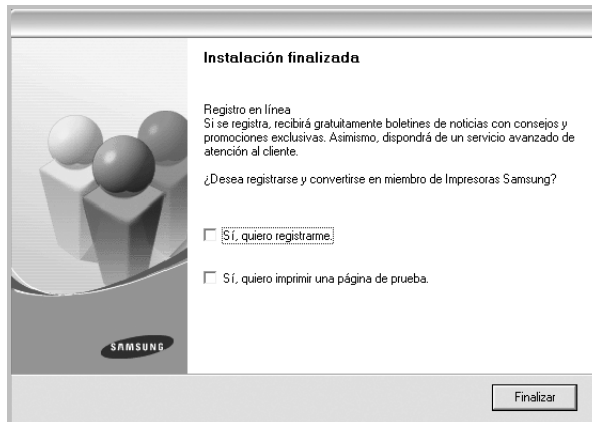 Instalación finalizada
Registro en línea
Si se registra, recibirá gratuitamente boletines de noticias con consejos y
promociones exclusivas. Asimismo, dispondrá de un servicio avanzado de
atención al cliente.
¿Desea registrarse y convertirse en miembro de Impresoras Samsung?
Sí, quiero registrarme.
Sí, quiero imprimir una página de prueba.
SAMSUNG
Finalizar